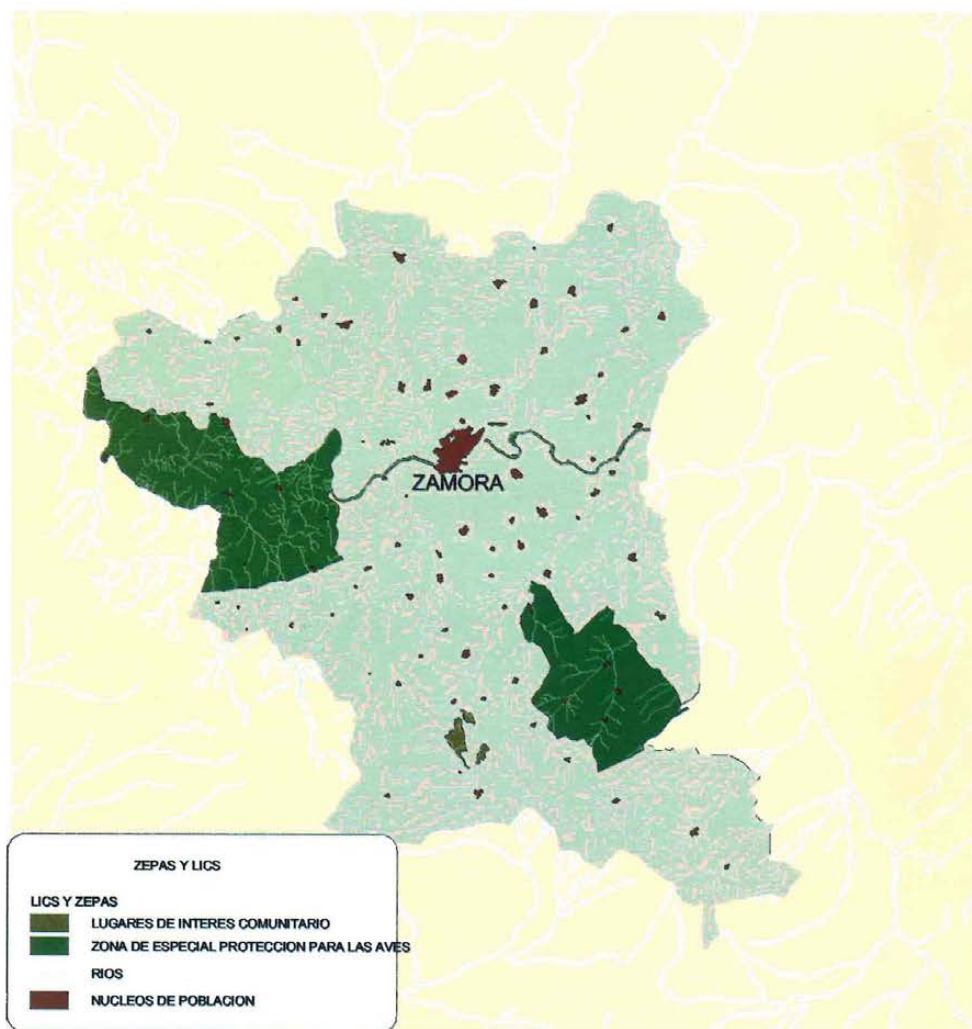 ZAMORA
ZEPAS Y LICS
LICS Y ZEPAS
LUGARES DE INTERES COMUNITARIO
ZONA DE ESPECIAL PROTECCION PARA LAS AVES
RIOS
NUCLEOS DE POBLACION